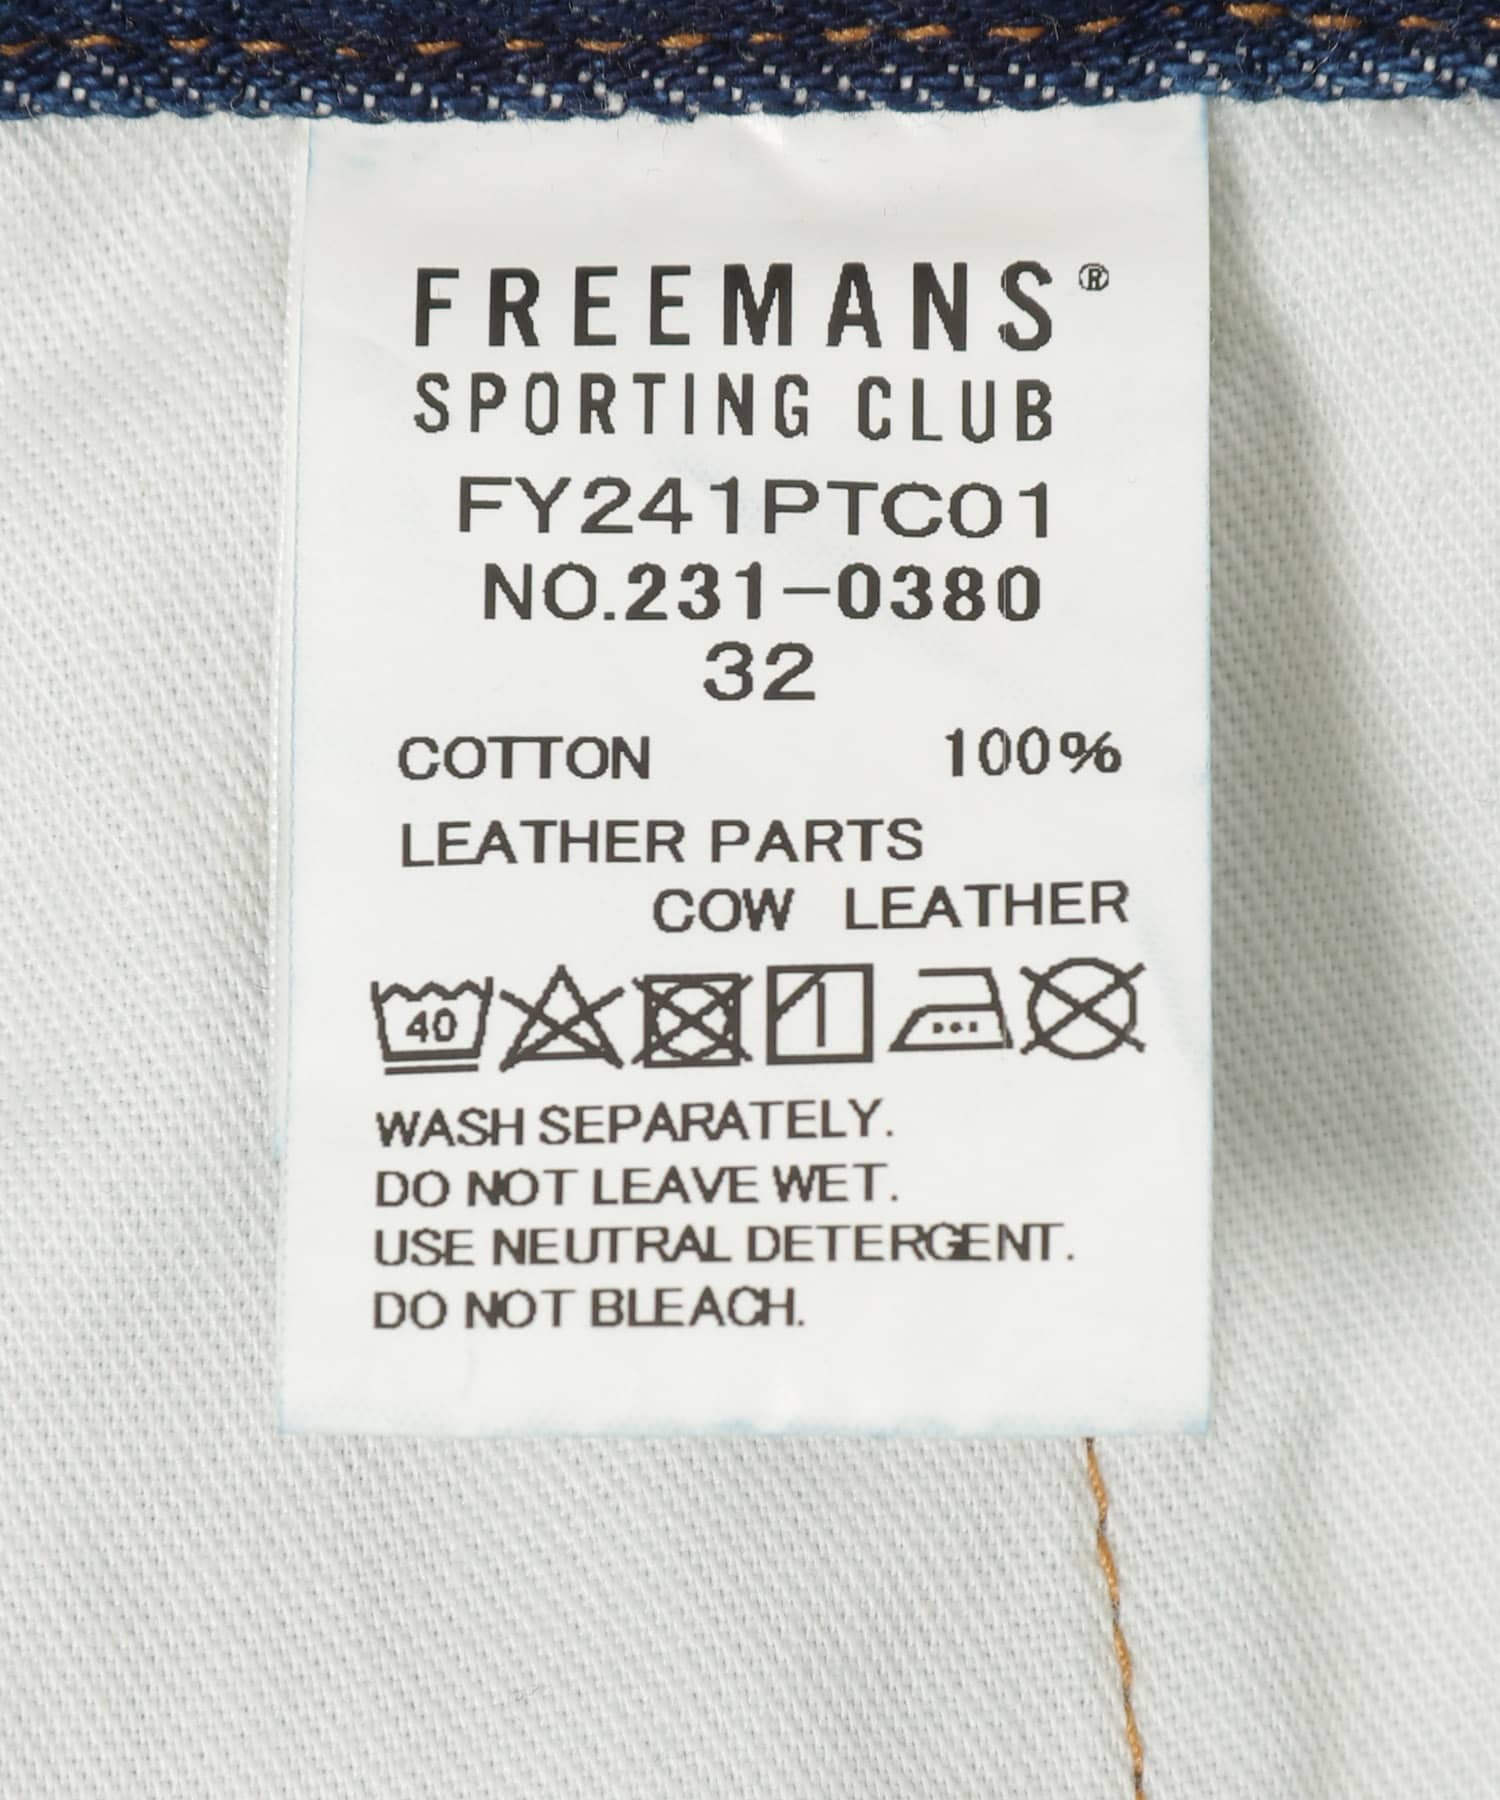 FREEMANS®
SPORTING CLUB
FY241PTC01
NO.231-0380
32
COTTON 100%
LEATHER PARTS
COW LEATHER
40
WASH SEPARATELY.
DO NOT LEAVE WET.
USE NEUTRAL DETERGENT.
DO NOT BLEACH.